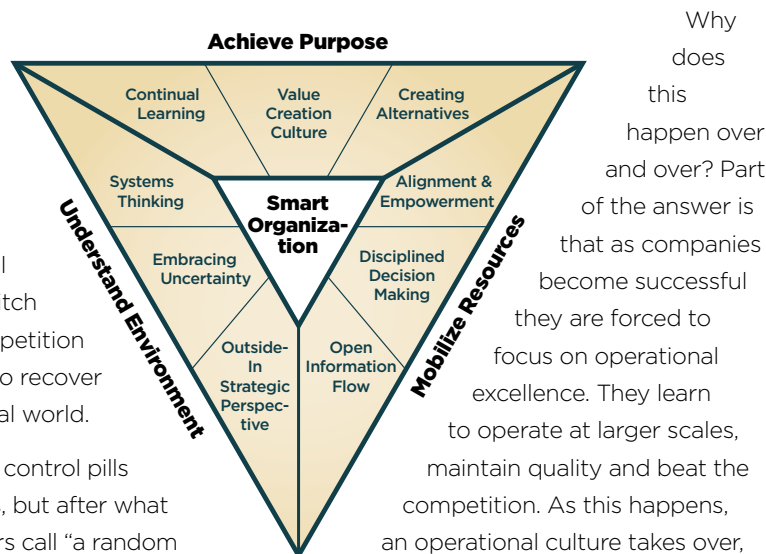 Achieve Purpose
Continual
Learning
Value
Creation
Culture
Creating
Alternatives
Systems
Thinking
Smart
Organiza-
tion
Alignment &
Empowerment
Understand Environment
Embracing
Uncertainty
Disciplined
Decision
Making
Mobilize Resources
Outside-
In
Strategic
Perspec-
tive
Open
Information
Flow
l
itch
petition
o recover
al world.
control pills
, but after what
rs call “a random
Why
does
this
happen over
and over? Part
of the answer is
that as companies
become successful
they are forced to
focus on operational
excellence. They learn
to operate at larger scales,
maintain quality and beat the
competition. As this happens,
an operational culture takes over,